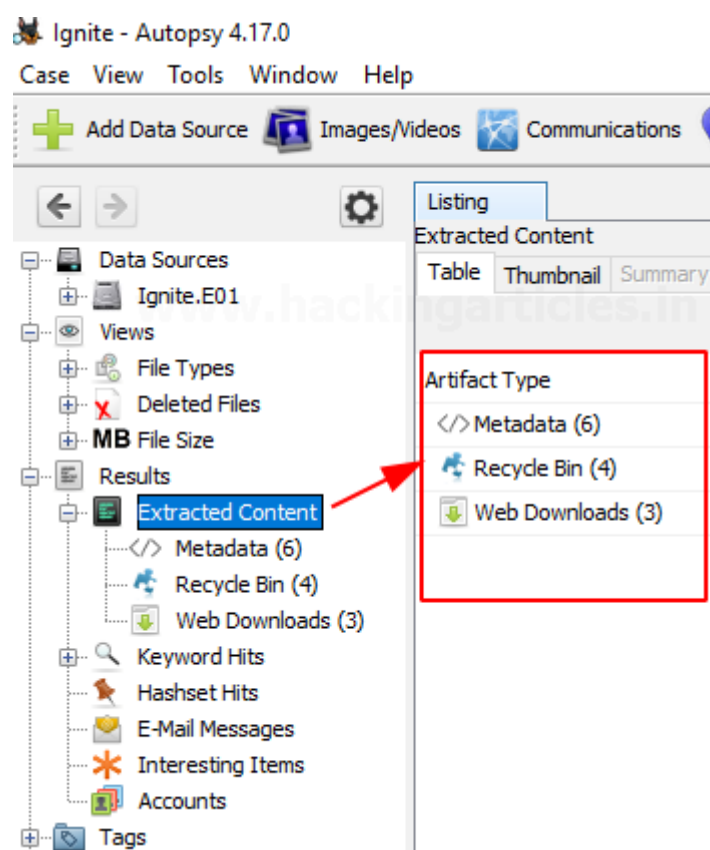 Ignite - Autopsy 4.17.0
Case View Tools Window Help
Add Data Source Images/Videos Communications
Listing
Extracted Content
Table Thumbnail Summary
www.hackingarticles.in
Data Sources
Ignite.E01
Views
File Types
Deleted Files
MB File Size
Results
Extracted Content
</> Metadata (6)
Recycle Bin (4)
Web Downloads (3)
Keyword Hits
Hashset Hits
E-Mail Messages
Interesting Items
Accounts
Tags
Artifact Type
</> Metadata (6)
Recycle Bin (4)
Web Downloads (3)